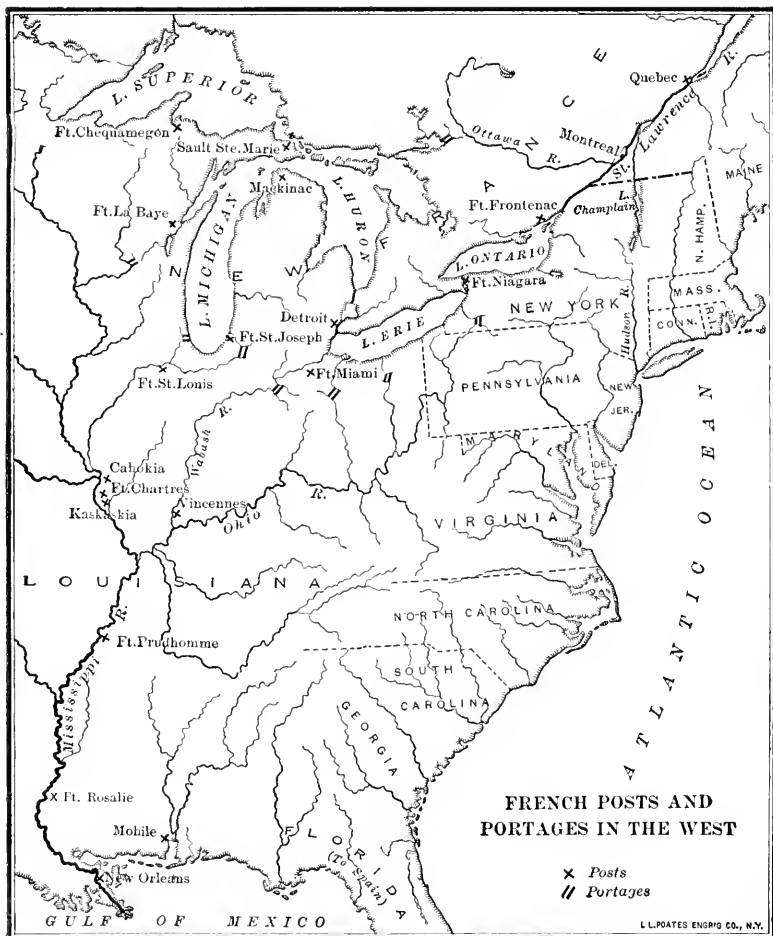 L. SUPERIOR
NEW FRANCE
Quebec
St. Lawrence R.
Ft.Chequamegon
Sault Ste.Marie
Ottawa R.
Montreal
Mackinac
L. HURON
L. Champlain
MAINE
Ft.La Baye
L. MICHIGAN
Ft.Frontenac
N. HAMP.
L. ONTARIO
Ft.Niagara
MASS.
Detroit
NEW YORK
CONN.
R.I.
Ft.St.Joseph
L. ERIE
Hudson R.
Ft.St.Louis
Ft.Miami
PENNSYLVANIA
NEW
JER.
Wabash R.
MARYLAND
DEL.
Cahokia
Ft.Chartres
Kaskaskia
Vincennes
Ohio R.
VIRGINIA
ATLANTIC OCEAN
LOUISIANA
NORTH CAROLINA
Ft.Prudhomme
SOUTH
CAROLINA
Mississippi R.
GEORGIA
Ft. Rosalie
Mobile
FLORIDA
(To Spain)
New Orleans
GULF OF MEXICO
FRENCH POSTS AND
PORTAGES IN THE WEST
Posts
Portages
L.L.POATES ENGR'G CO., N.Y.